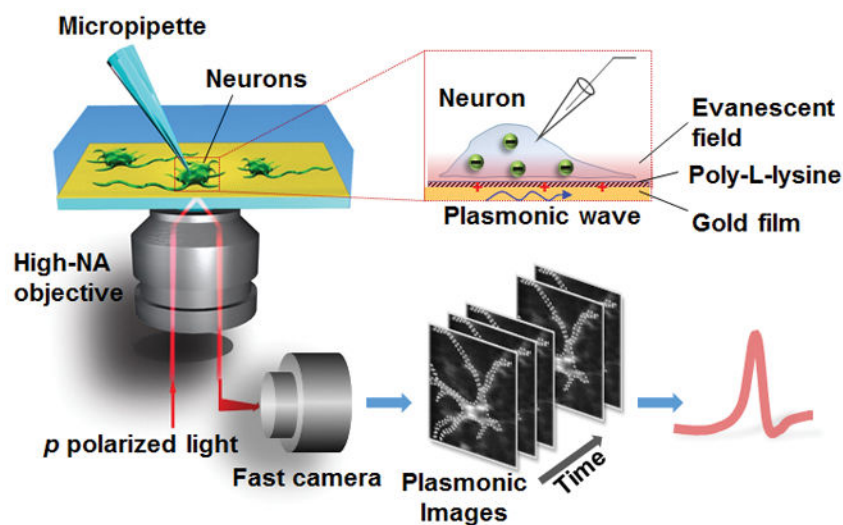 Micropipette
Neurons
Neuron
Evanescent
field
Poly-L-lysine
Plasmonic wave
Gold film
High-NA
objective
p polarized light
Fast camera
Plasmonic
Images
Time